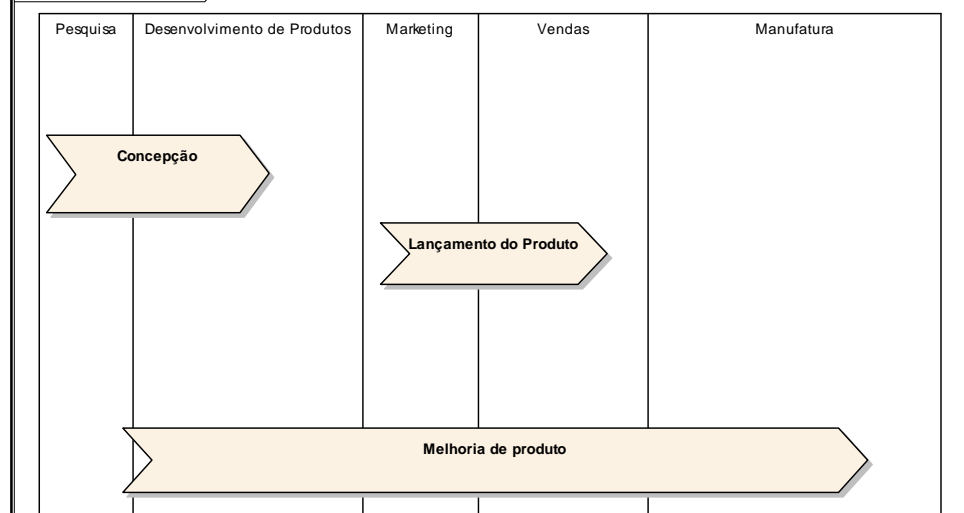 Pesquisa
Desenvolvimento de Produtos
Marketing
Vendas
Manufatura
Concepção
Lançamento do Produto
Melhoria de produto